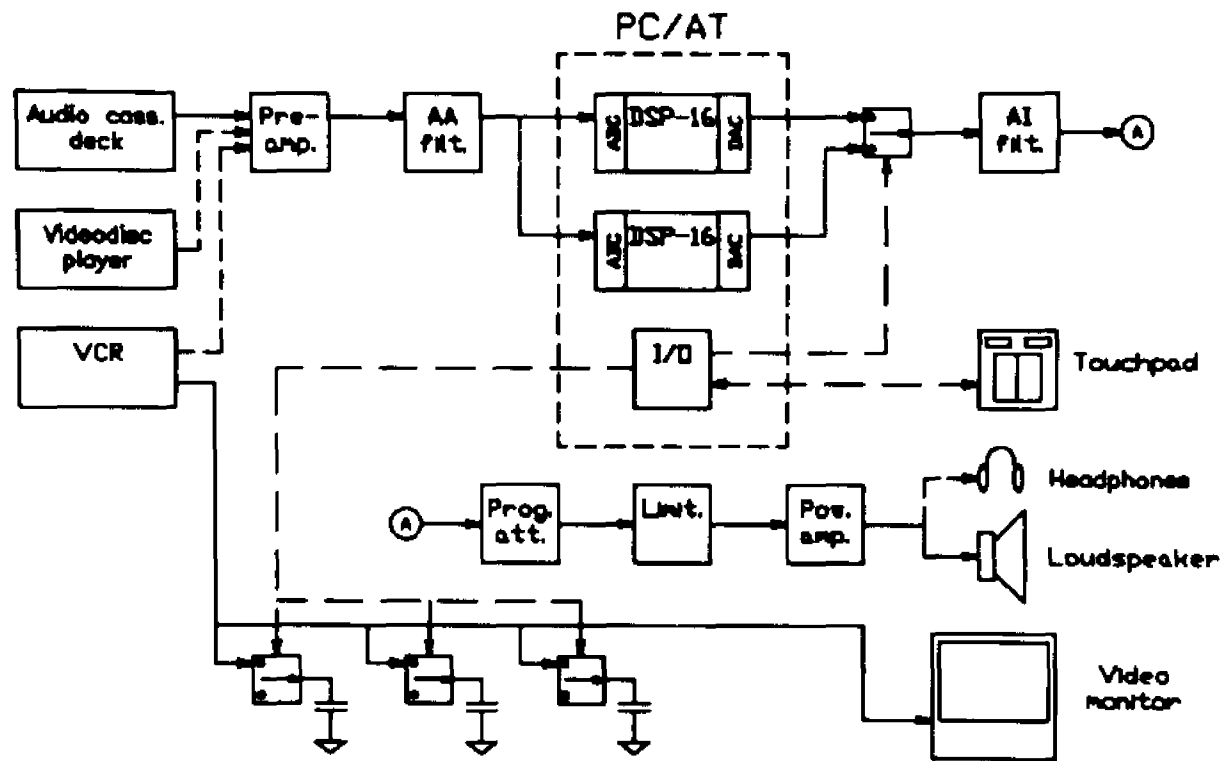 PC/AT
Audio cass.
deck
Pre-
amp.
AA
filt.
ADC
DSP-16
DAC
AI
filt.
A
Videodisc
player
ADC
DSP-16
DAC
VCR
I/O
Touchpad
A
Prog.
att.
Limit.
Pow.
amp.
Headphones
Loudspeaker
Video
monitor